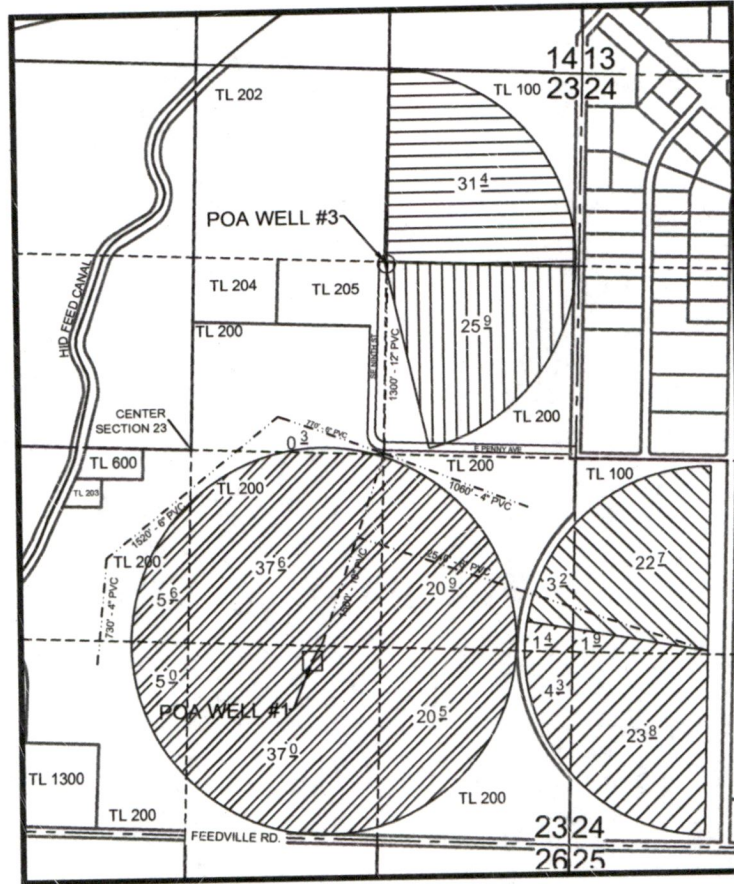 14 13
23 24
TL 202
TL 100
31 4
POA WELL #3
TL 204
TL 205
HID FEED CANAL
TL 200
25 9
1300' - 12" PVC
CENTER
SECTION 23
TL 200
0 3
E PENNY AVE
TL 600
TL 200
TL 200
TL 100
TL 203
1060' - 4" PVC
1520' - 6" PVC
22 7
TL 200
37 6
20 9
3 2
5 6
730' - 4" PVC
1 4
1 9
5 0
4 3
POA WELL #1
20 5
23 8
37 0
TL 1300
TL 200
TL 200
FEEDVILLE RD.
23 24
26 25